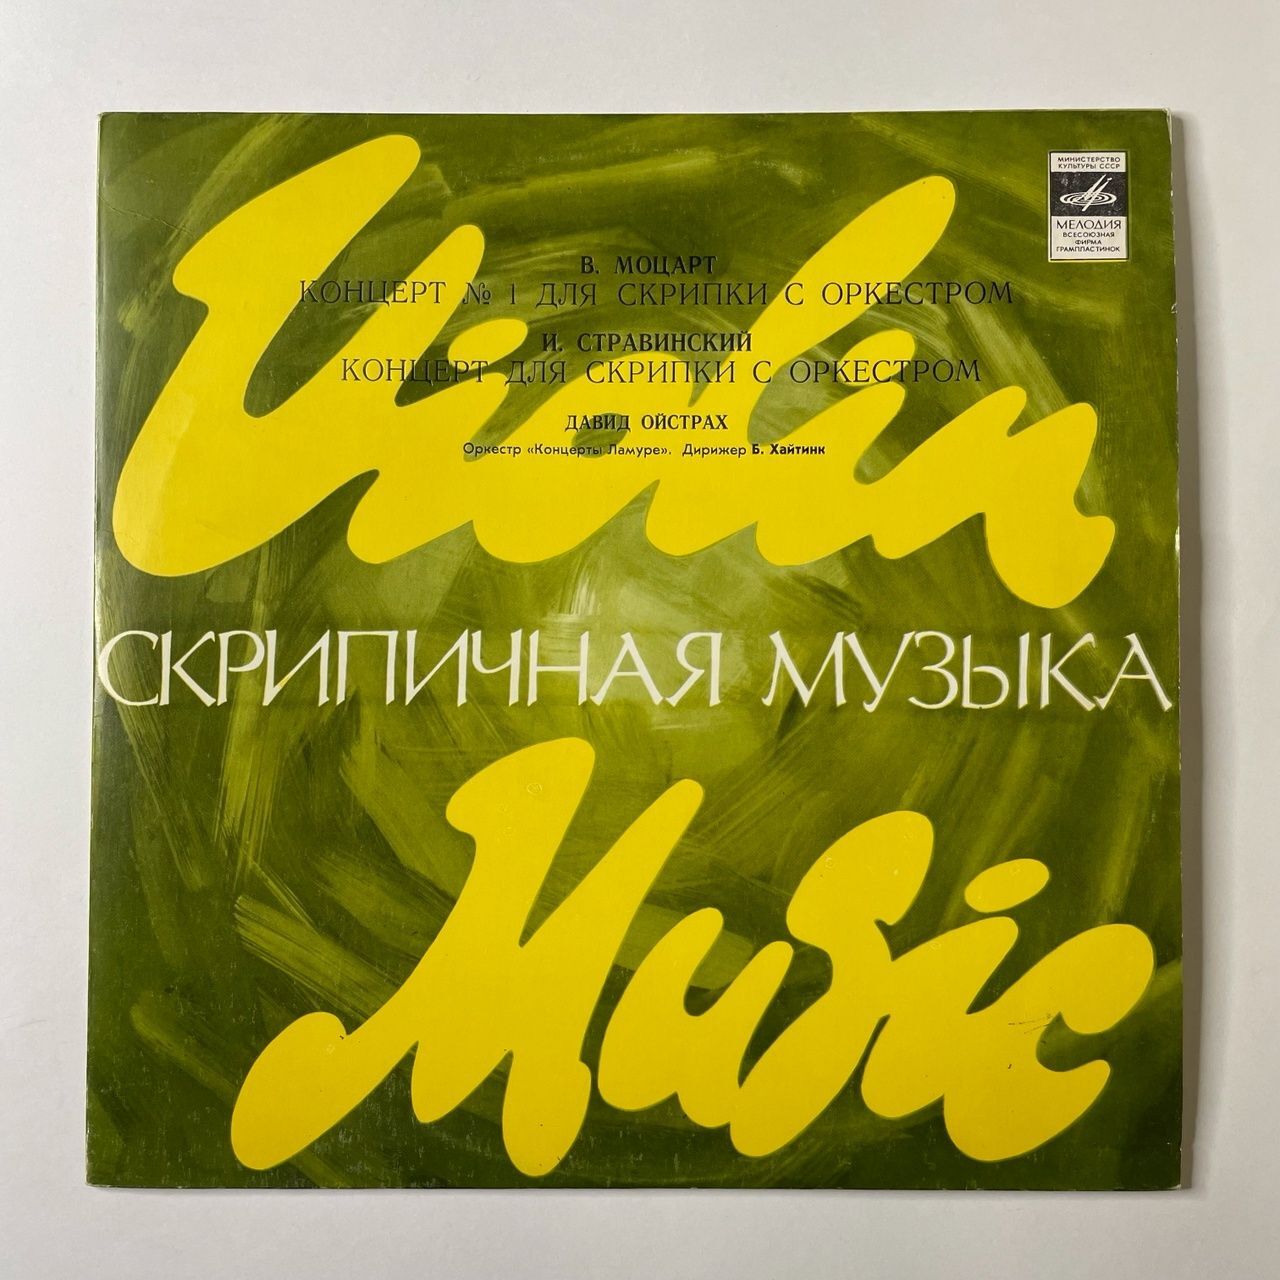 МИНИСТЕРСТВО
КУЛЬТУРЫ СССР
МЕЛОДИЯ
ВСЕСОЮЗНАЯ
ФИРМА
ГРАМПЛАСТИНОК
В. МОЦАРТ
КОНЦЕРТ № 1 ДЛЯ СКРИПКИ С ОРКЕСТРОМ
И. СТРАВИНСКИЙ
КОНЦЕРТ ДЛЯ СКРИПКИ С ОРКЕСТРОМ
ДАВИД ОЙСТРАХ
Оркестр «Концерты Ламуре». Дирижер Б. Хайтинк
Violin
СКРИПИЧНАЯ МУЗЫКА
Music